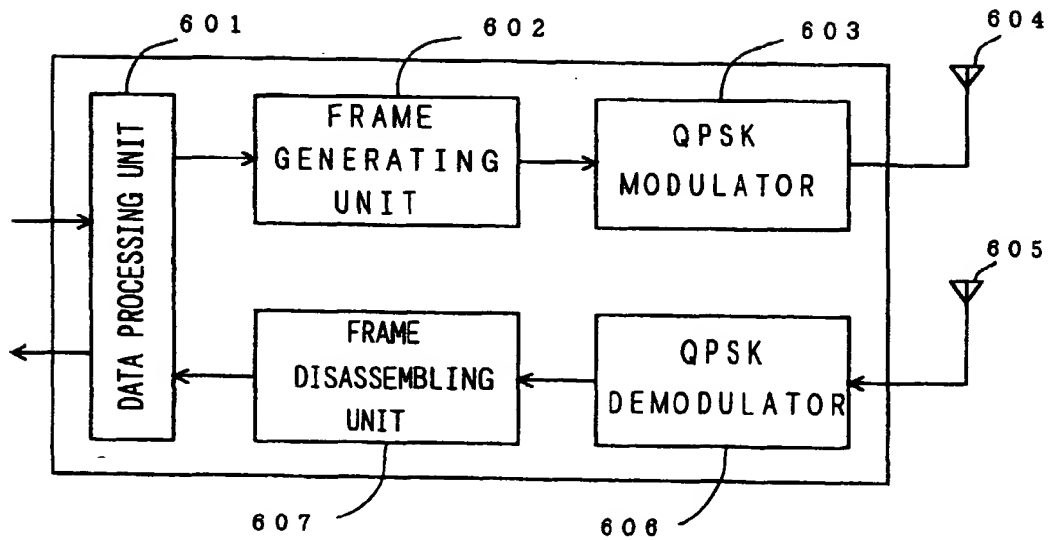 601
602
603
604
DATA PROCESSING UNIT
FRAME
GENERATING
UNIT
QPSK
MODULATOR
605
FRAME
DISASSEMBLING
UNIT
QPSK
DEMODULATOR
607
606